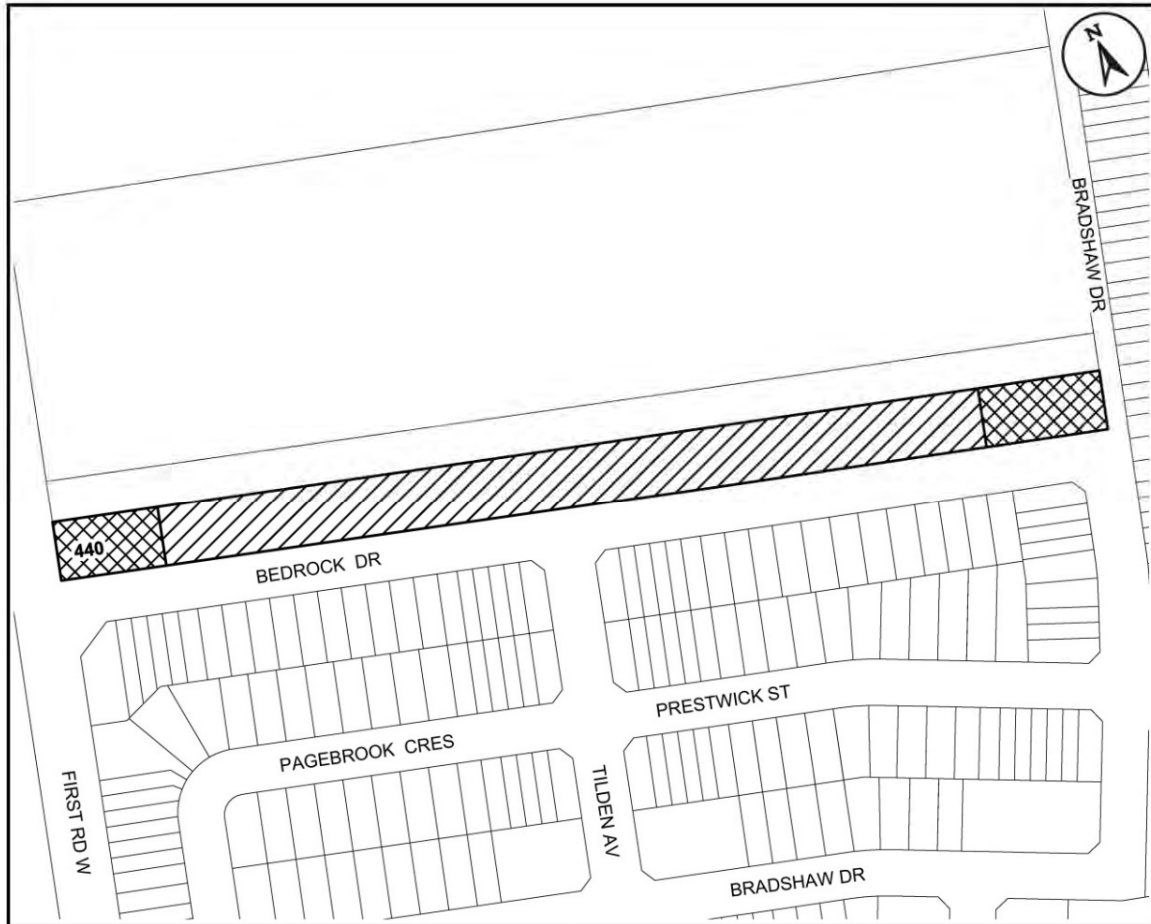 N
BRADSHAW DR
440
BEDROCK DR
PRESTWICK ST
PAGEBROOK CRES
FIRST RD W
TILDEN AV
BRADSHAW DR